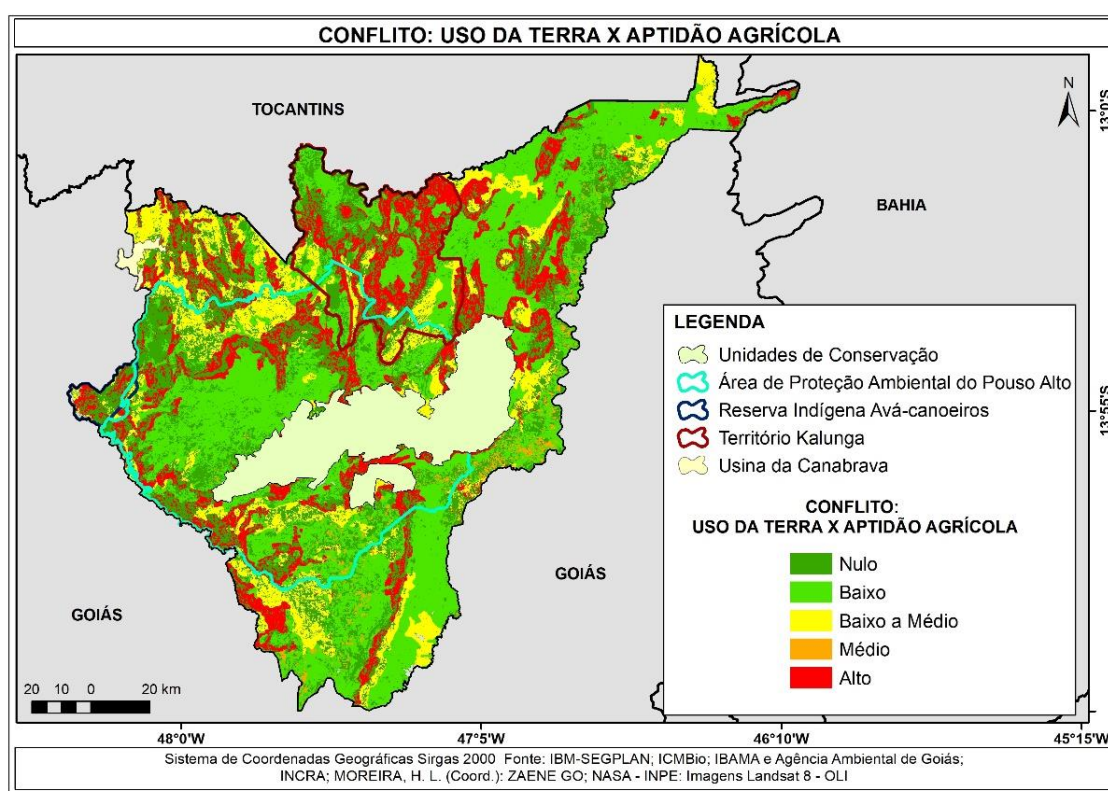 CONFLITO: USO DA TERRA X APTIDÃO AGRÍCOLA
TOCANTINS
N
13°0'S
BAHIA
LEGENDA
Unidades de Conservação
Área de Proteção Ambiental do Pouso Alto
Reserva Indígena Avá-canoeiros
Território Kalunga
Usina da Canabrava
13°55'S
CONFLITO:
USO DA TERRA X APTIDÃO AGRÍCOLA
Nulo
Baixo
Baixo a Médio
Médio
Alto
GOIÁS
GOIÁS
20 10 0 20 km
48°0'W 47°5'W 46°10'W 45°15'W
Sistema de Coordenadas Geográficas Sirgas 2000 Fonte: IBM-SEGPLAN; ICMBio; IBAMA e Agência Ambiental de Goiás;
INCRA; MOREIRA, H. L. (Coord.): ZAENE GO; NASA - INPE: Imagens Landsat 8 - OLI